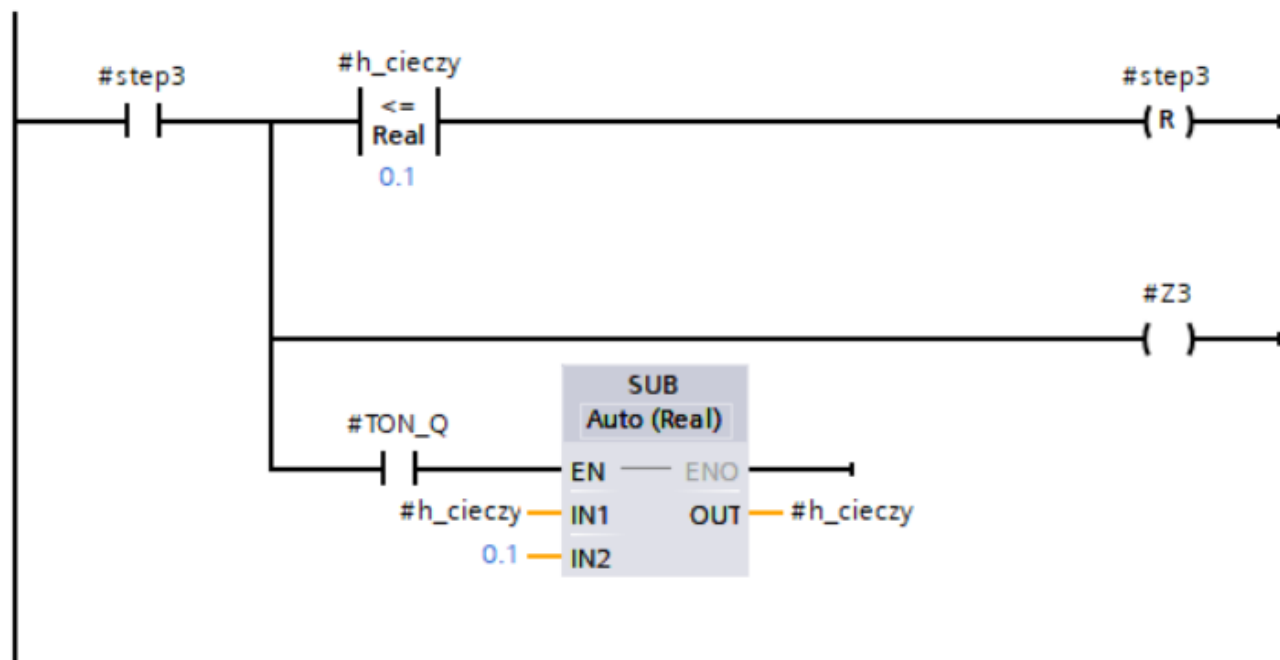 #step3
#h_cieczy
<=
Real
0.1
#step3
R
#Z3
#TON_Q
SUB
Auto (Real)
EN
ENO
#h_cieczy
IN1
OUT
#h_cieczy
0.1
IN2